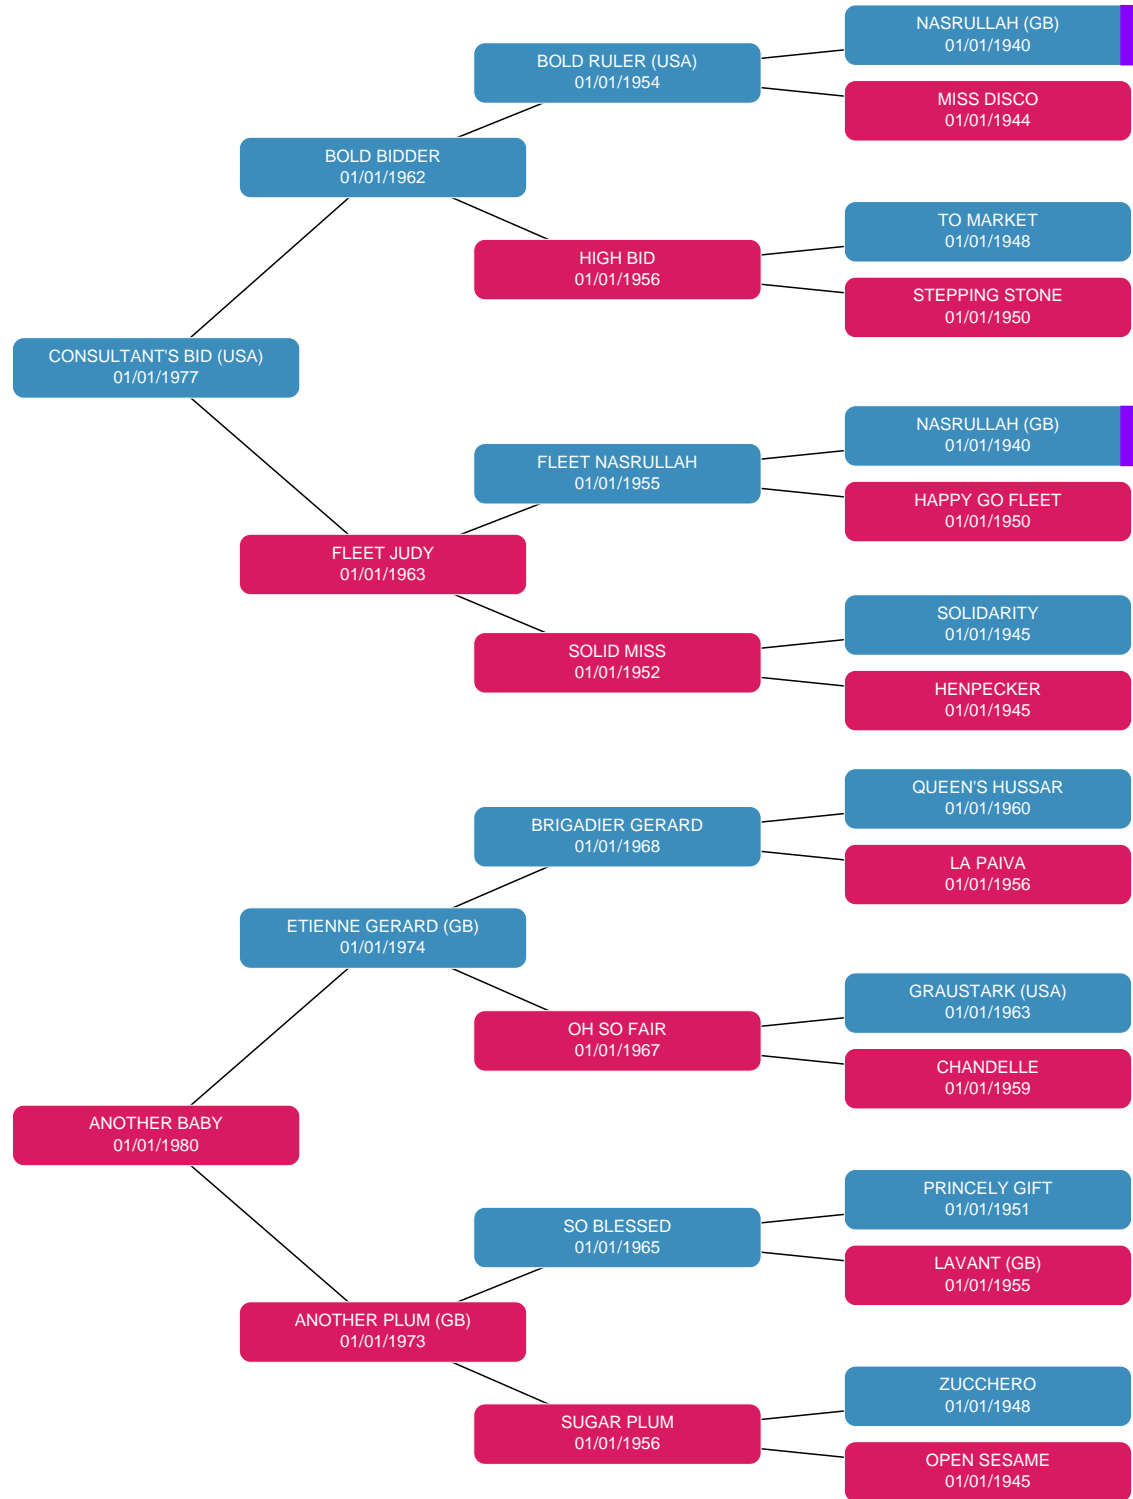 NASRULLAH (GB)
01/01/1940
BOLD RULER (USA)
01/01/1954
MISS DISCO
01/01/1944
BOLD BIDDER
01/01/1962
TO MARKET
01/01/1948
HIGH BID
01/01/1956
STEPPING STONE
01/01/1950
CONSULTANT'S BID (USA)
01/01/1977
NASRULLAH (GB)
01/01/1940
FLEET NASRULLAH
01/01/1955
HAPPY GO FLEET
01/01/1950
FLEET JUDY
01/01/1963
SOLIDARITY
01/01/1945
SOLID MISS
01/01/1952
HENPECKER
01/01/1945
QUEEN'S HUSSAR
01/01/1960
BRIGADIER GERARD
01/01/1968
LA PAIVA
01/01/1956
ETIENNE GERARD (GB)
01/01/1974
GRAUSTARK (USA)
01/01/1963
OH SO FAIR
01/01/1967
CHANDELLE
01/01/1959
ANOTHER BABY
01/01/1980
PRINCELY GIFT
01/01/1951
SO BLESSED
01/01/1965
LAVANT (GB)
01/01/1955
ANOTHER PLUM (GB)
01/01/1973
ZUCCHERO
01/01/1948
SUGAR PLUM
01/01/1956
OPEN SESAME
01/01/1945